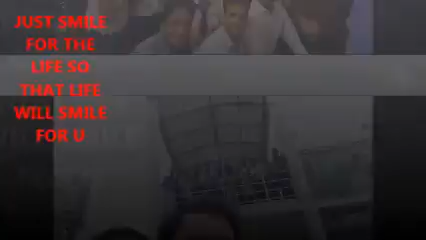 JUST SMILE
FOR THE
LIFE SO
THAT LIFE
WILL SMILE
FOR U